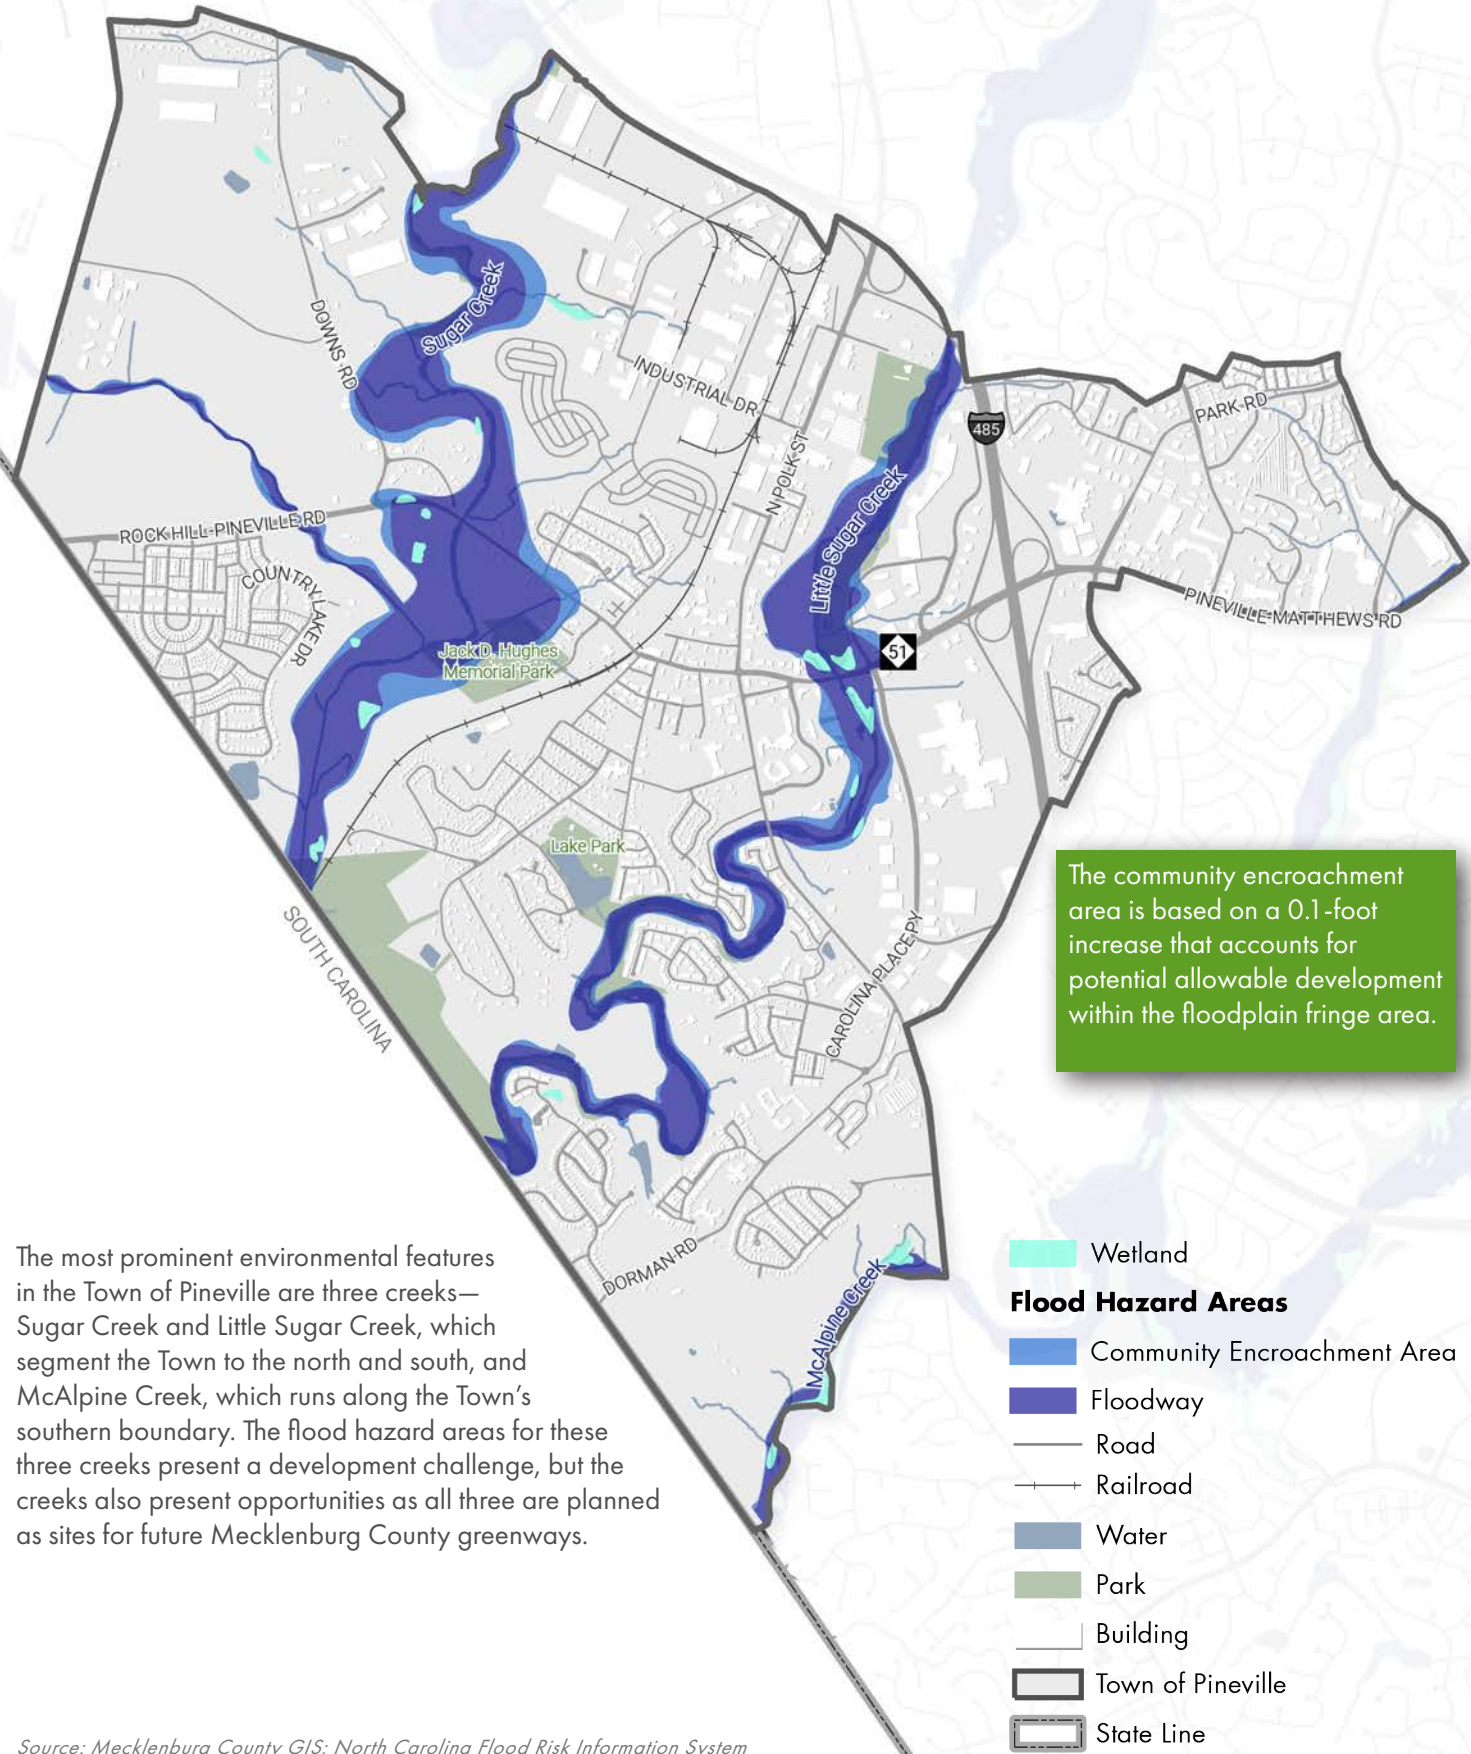 Sugar Creek
DOWNS RD
INDUSTRIAL DR
N POLK ST
485
PARK RD
Little Sugar Creek
ROCK HILL-PINEVILLE RD
COUNTRY LAKE DR
PINEVILLE-MATTHEWS RD
51
Jack D. Hughes
Memorial Park
Lake Park
SOUTH CAROLINA
CAROLINA PLACE PY
DORMAN RD
McAlpine Creek
The community encroachment
area is based on a 0.1-foot
increase that accounts for
potential allowable development
within the floodplain fringe area.
The most prominent environmental features
in the Town of Pineville are three creeks—
Sugar Creek and Little Sugar Creek, which
segment the Town to the north and south, and
McAlpine Creek, which runs along the Town’s
southern boundary. The flood hazard areas for these
three creeks present a development challenge, but the
creeks also present opportunities as all three are planned
as sites for future Mecklenburg County greenways.
Wetland
Flood Hazard Areas
Community Encroachment Area
Floodway
Road
Railroad
Water
Park
Building
Town of Pineville
State Line
Source: Mecklenburg County GIS; North Carolina Flood Risk Information System